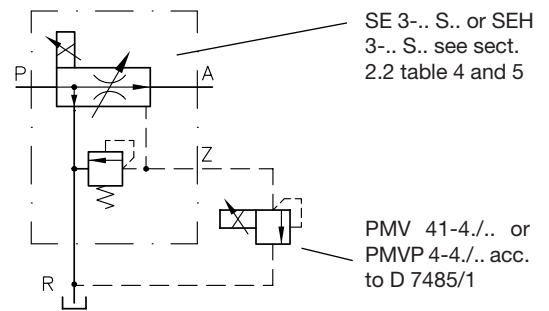 SE 3-.. S.. or SEH
3-.. S.. see sect.
2.2 table 4 and 5
P
A
Z
PMV 41-4./.. or
PMVP 4-4./.. acc.
to D 7485/1
R